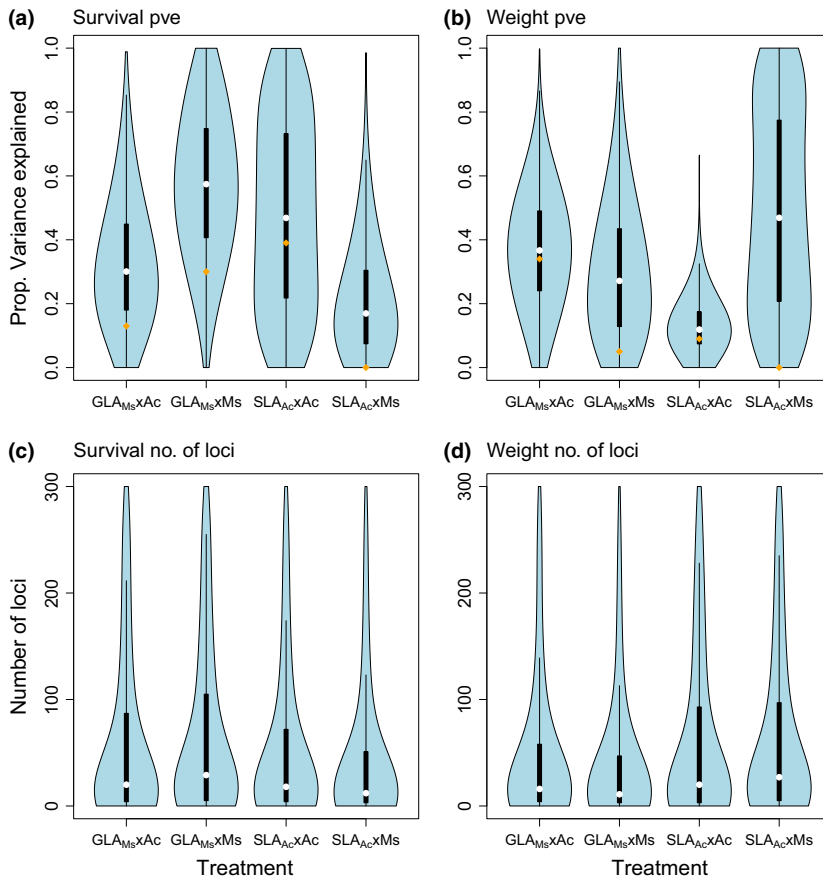 (a) Survival pve
(b) Weight pve
Prop. Variance explained
1.0
0.8
0.6
0.4
0.2
0.0
1.0
0.8
0.6
0.4
0.2
0.0
GLAMsxAc GLAMsxMs SLAAcxAc SLAAcxMs
GLAMsxAc GLAMsxMs SLAAcxAc SLAAcxMs
(c) Survival no. of loci
(d) Weight no. of loci
Number of loci
300
200
100
0
300
200
100
0
GLAMsxAc GLAMsxMs SLAAcxAc SLAAcxMs
GLAMsxAc GLAMsxMs SLAAcxAc SLAAcxMs
Treatment
Treatment